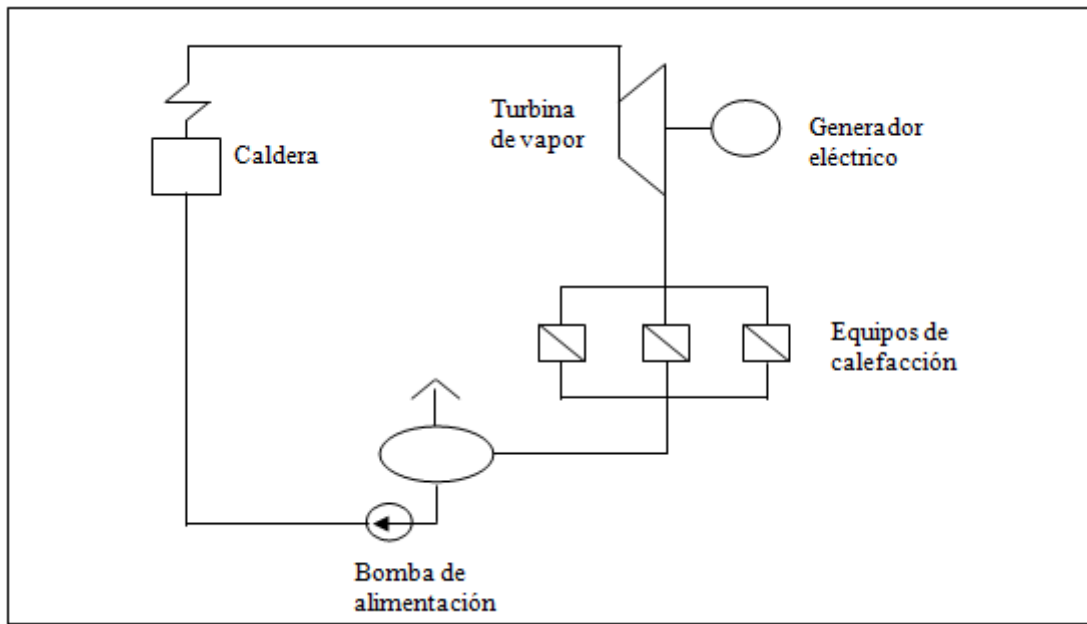 Turbina
de vapor
Generador
eléctrico
Caldera
Equipos de
calefacción
Bomba de
alimentación